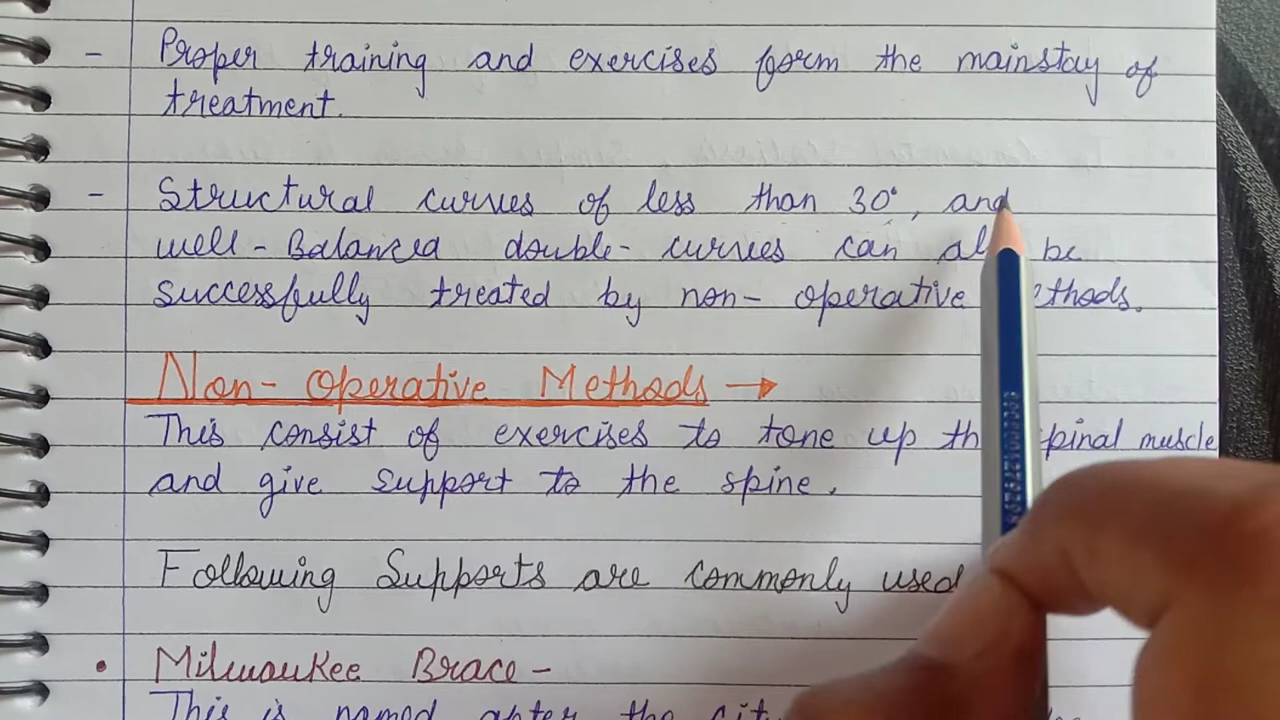 - Proper training and exercises form the mainstay of
treatment.
- Structural curves of less than 30°, and
well-Balanced double-curves can be
successfully treated by non-operative
Non-Operative Methods →
This consist of exercises to tone up muscle
and give support to the spine.
Following Supports are commonly used
• Milwaukee Brace -
This is named after the